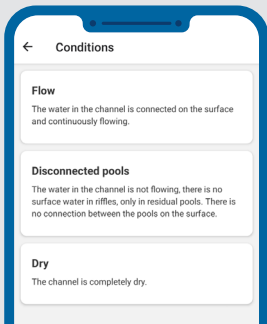 Conditions
Flow
The water in the channel is connected on the surface
and continuously flowing.
Disconnected pools
The water in the channel is not flowing, there is no
surface water in riffles, only in residual pools. There is
no connection between the pools on the surface.
Dry
The channel is completely dry.